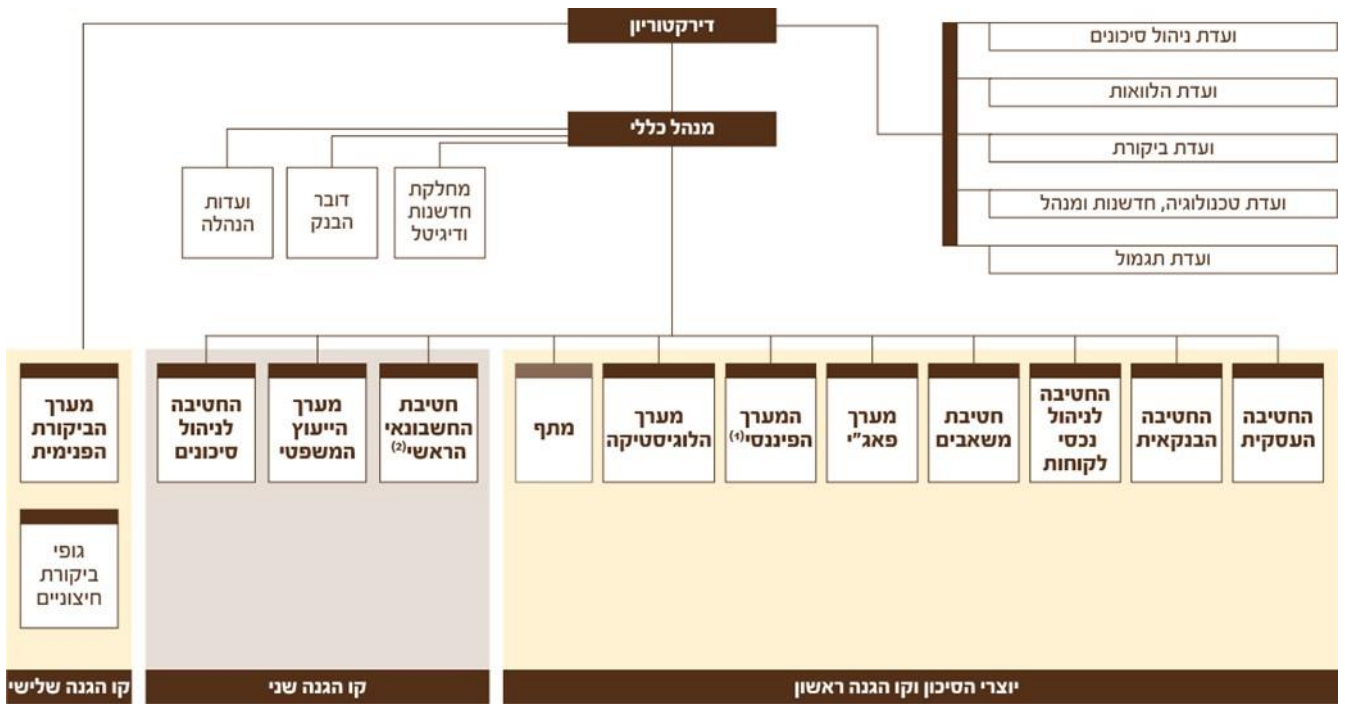 דירקטוריון
ועדת ניהול סיכונים
ועדת הלוואות
ועדת ביקורת
ועדת טכנולוגיה, חדשנות ומנהל
ועדת תגמול
מנהל כללי
מחלקת
חדשנות
ודיגיטל
דובר
הבנק
ועדות
הנהלה
החטיבה
העסקית
החטיבה
הבנקאית
החטיבה
לניהול
נכסי
לקוחות
חטיבת
משאבים
מערך
פאג״י
המערך
הפיננסי(1)
מערך
הלוגיסטיקה
מתף
חטיבת
החשבונאי
הראשי(2)
מערך
הייעוץ
המשפטי
החטיבה
לניהול
סיכונים
מערך
הביקורת
הפנימית
גופי
ביקורת
חיצוניים
יוצרי הסיכון וקו הגנה ראשון
קו הגנה שני
קו הגנה שלישי